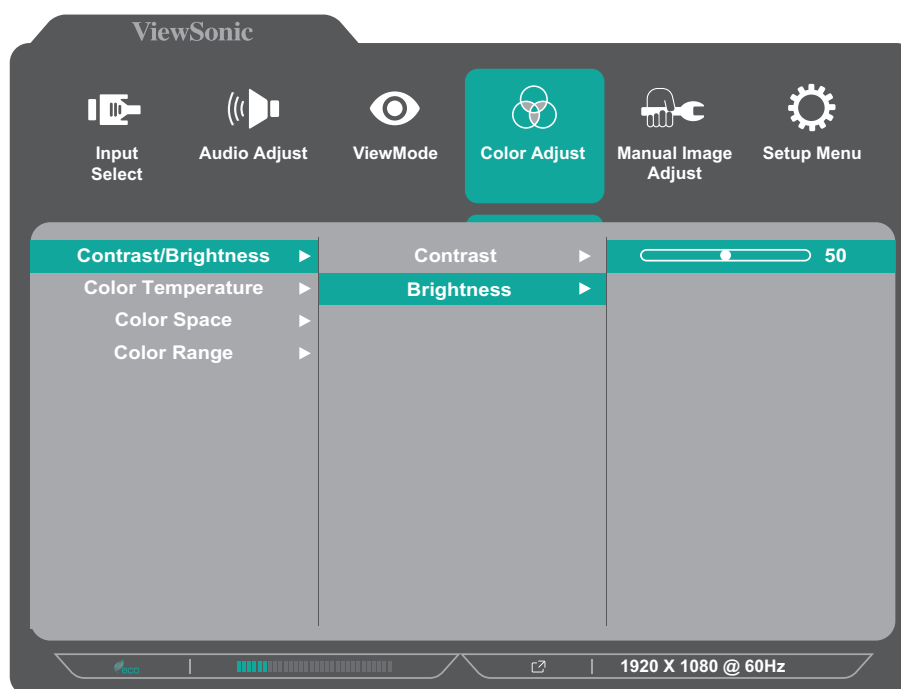 ViewSonic
Input Select
Audio Adjust
ViewMode
Color Adjust
Manual Image Adjust
Setup Menu
Contrast/Brightness
Contrast
50
Color Temperature
Brightness
Color Space
Color Range
eco
1920 X 1080 @ 60Hz